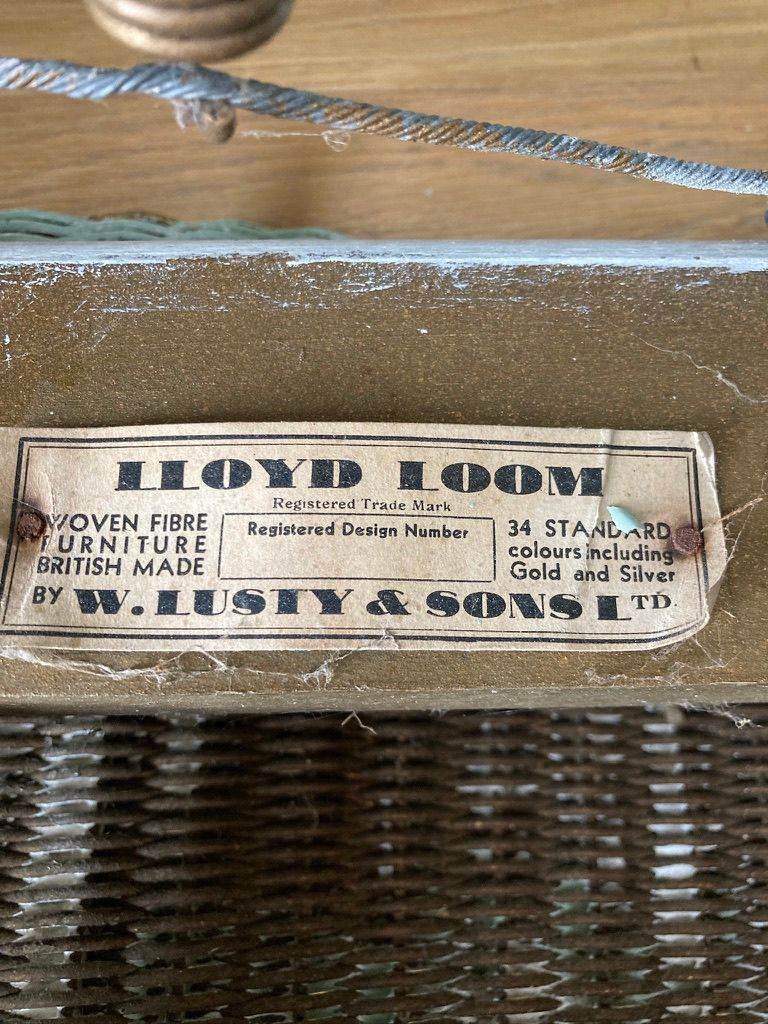 LLOYD LOOM
Registered Trade Mark
WOVEN FIBRE
FURNITURE
BRITISH MADE
Registered Design Number
34 STANDARD
colours including
Gold and Silver
BY W. LUSTY & SONS LTD.